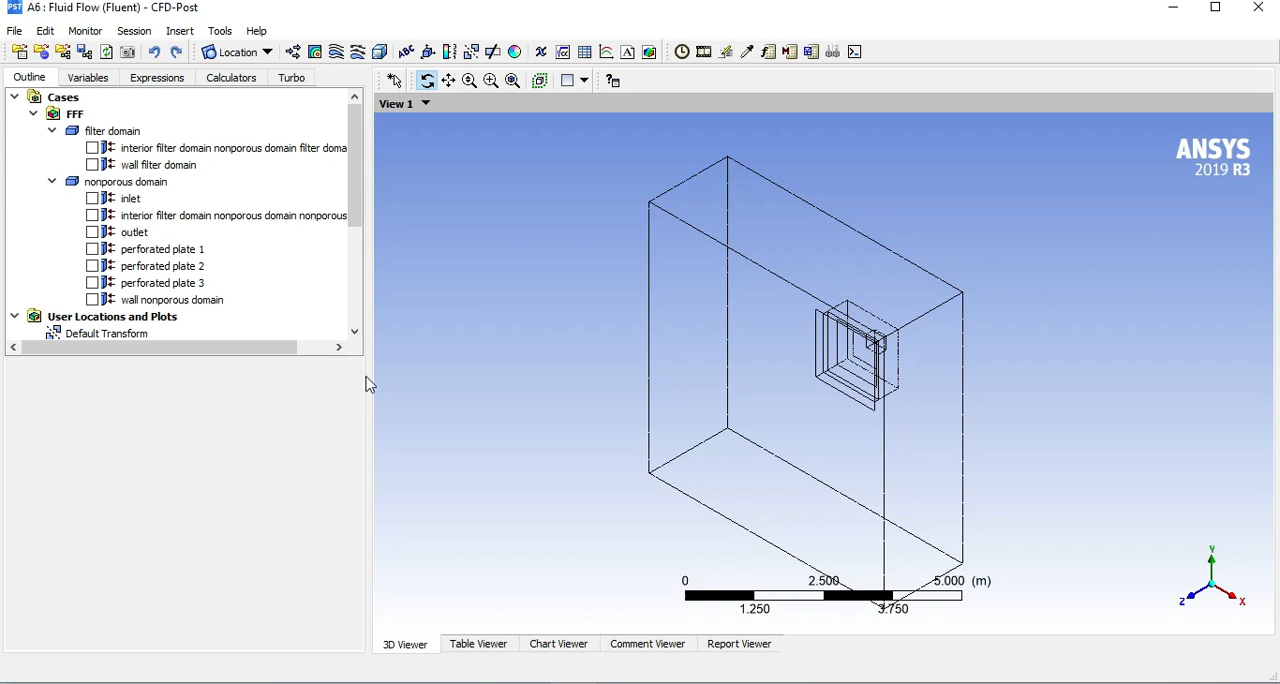 PST A6 : Fluid Flow (Fluent) - CFD-Post
File Edit Monitor Session Insert Tools Help
Location
Outline Variables Expressions Calculators Turbo
View 1
Cases
FFF
filter domain
interior filter domain nonporous domain filter doma
wall filter domain
nonporous domain
inlet
interior filter domain nonporous domain nonporous
outlet
perforated plate 1
perforated plate 2
perforated plate 3
wall nonporous domain
User Locations and Plots
Default Transform
ANSYS
2019 R3
0 2.500 5.000 (m)
1.250 3.750
Y
Z X
3D Viewer Table Viewer Chart Viewer Comment Viewer Report Viewer